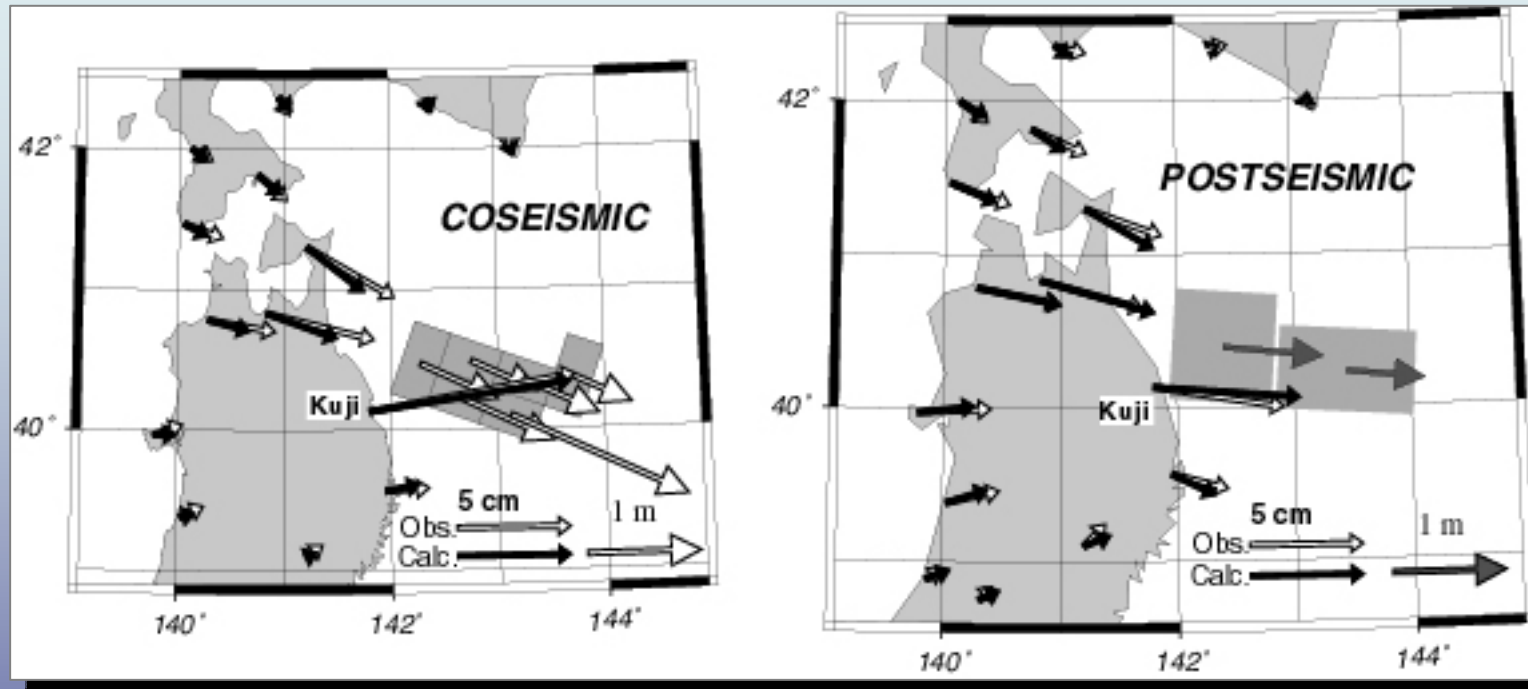 COSEISMIC
42°
40°
Kuji
5 cm
1 m
Obs.
Calc.
140°
142°
144°
POSTSEISMIC
42°
40°
Kuji
5 cm
1 m
Obs.
Calc.
140°
142°
144°